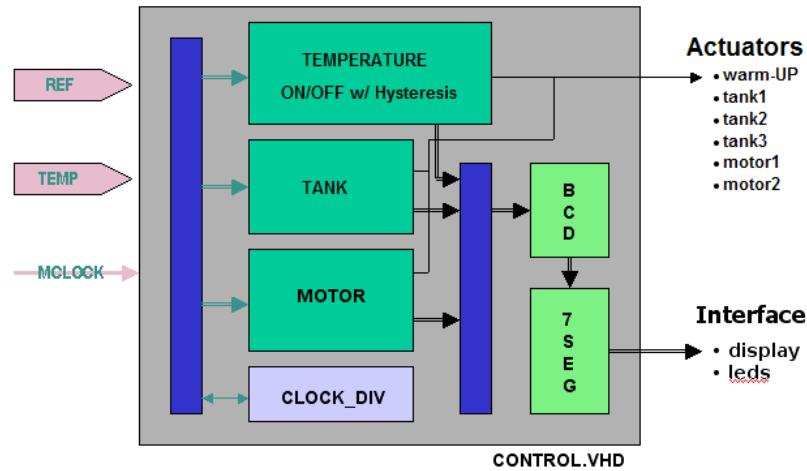 REF
TEMP
MCLOCK
TEMPERATURE
ON/OFF w/ Hysteresis
TANK
MOTOR
CLOCK_DIV
B
C
D
7
S
E
G
Actuators
• warm-UP
• tank1
• tank2
• tank3
• motor1
• motor2
Interface
• display
• leds
CONTROL.VHD